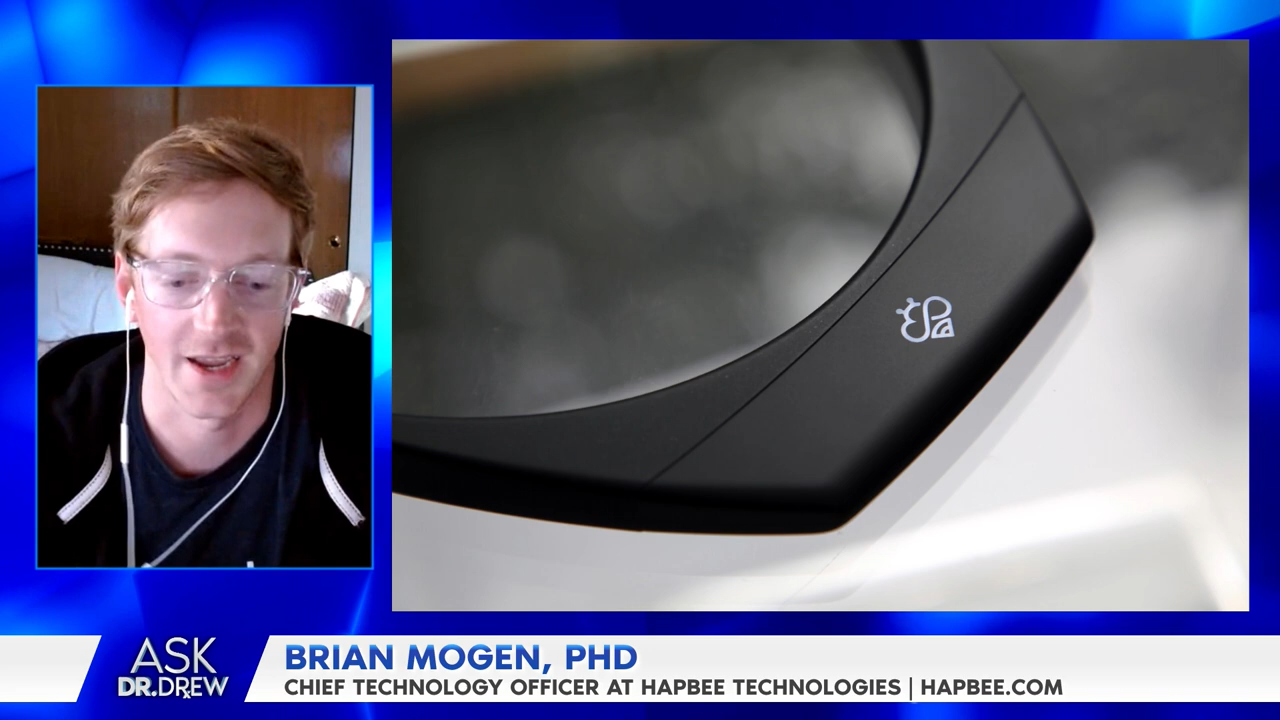 ASK
DR.DREW
BRIAN MOGEN, PHD
CHIEF TECHNOLOGY OFFICER AT HAPBEE TECHNOLOGIES | HAPBEE.COM